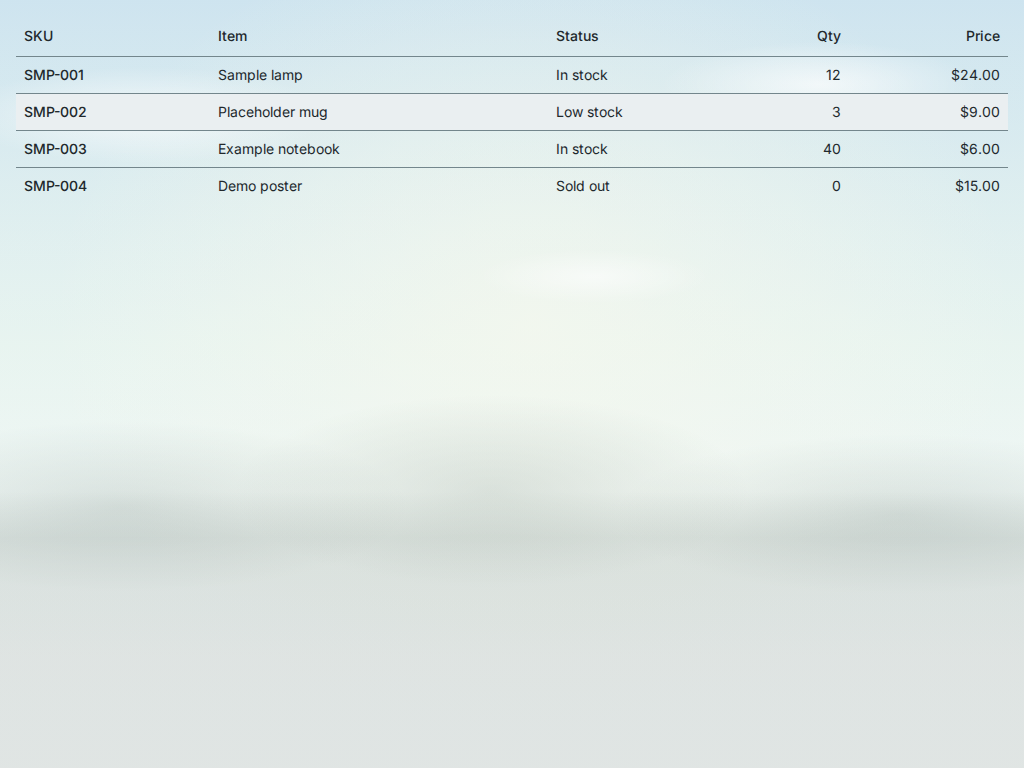 SKU Item Status Qty Price
SMP-001 Sample lamp In stock 12 $24.00
SMP-002 Placeholder mug Low stock 3 $9.00
SMP-003 Example notebook In stock 40 $6.00
SMP-004 Demo poster Sold out 0 $15.00